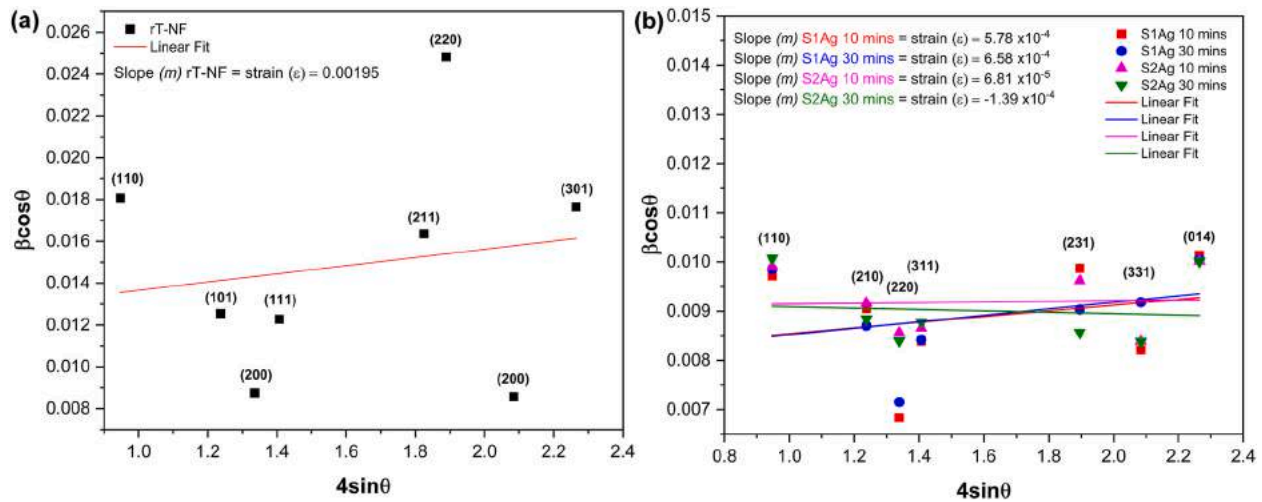 (a)
rT-NF
Linear Fit
Slope (m) rT-NF = strain (ε) = 0.00195
(110)
(101)
(200)
(111)
(211)
(220)
(200)
(301)
0.026
0.024
0.022
0.020
0.018
0.016
0.014
0.012
0.010
0.008
βcosθ
1.0 1.2 1.4 1.6 1.8 2.0 2.2 2.4
4sinθ
(b)
Slope (m) S1Ag 10 mins = strain (ε) = 5.78 x10-4
Slope (m) S1Ag 30 mins = strain (ε) = 6.58 x10-4
Slope (m) S2Ag 10 mins = strain (ε) = 6.81 x10-5
Slope (m) S2Ag 30 mins = strain (ε) = -1.39 x10-4
S1Ag 10 mins
S1Ag 30 mins
S2Ag 10 mins
S2Ag 30 mins
Linear Fit
Linear Fit
Linear Fit
Linear Fit
(110)
(210)
(220)
(311)
(231)
(331)
(014)
0.015
0.014
0.013
0.012
0.011
0.010
0.009
0.008
0.007
βcosθ
0.8 1.0 1.2 1.4 1.6 1.8 2.0 2.2 2.4
4sinθ